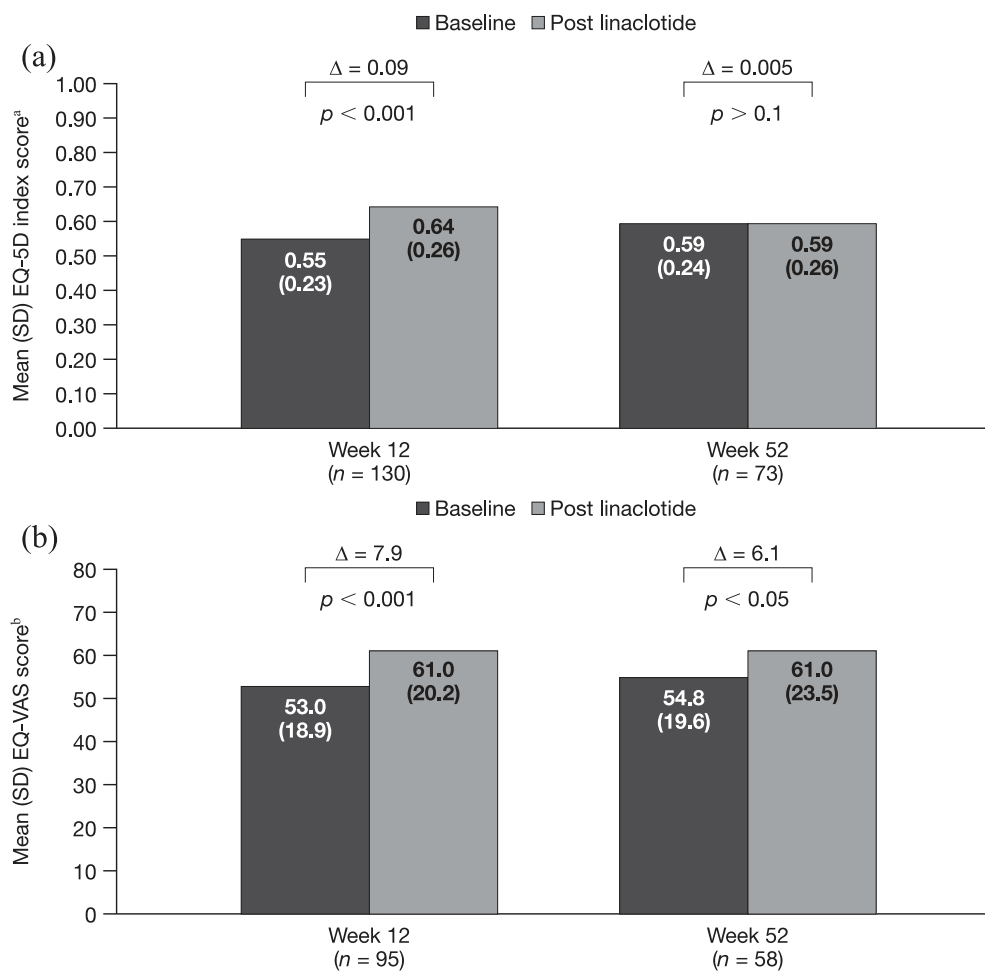 Baseline Post linaclotide
(a)
Δ = 0.09 Δ = 0.005
p < 0.001 p > 0.1
Mean (SD) EQ-5D index scoreᵃ
1.00
0.90
0.80
0.70
0.60
0.50
0.40
0.30
0.20
0.10
0.00
0.55
(0.23)
0.64
(0.26)
0.59
(0.24)
0.59
(0.26)
Week 12
(n = 130)
Week 52
(n = 73)
Baseline Post linaclotide
(b)
Δ = 7.9 Δ = 6.1
p < 0.001 p < 0.05
Mean (SD) EQ-VAS scoreᵇ
80
70
60
50
40
30
20
10
0
53.0
(18.9)
61.0
(20.2)
54.8
(19.6)
61.0
(23.5)
Week 12
(n = 95)
Week 52
(n = 58)